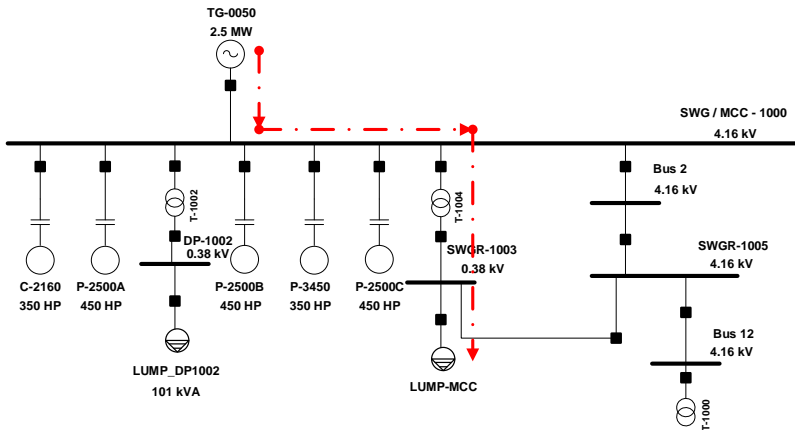 TG-0050
2.5 MW
SWG / MCC - 1000
4.16 kV
T-1002
T-1004
Bus 2
4.16 kV
DP-1002
0.38 kV
SWGR-1003
0.38 kV
SWGR-1005
4.16 kV
C-2160
350 HP
P-2500A
450 HP
P-2500B
450 HP
P-3450
350 HP
P-2500C
450 HP
Bus 12
4.16 kV
LUMP_DP1002
101 kVA
LUMP-MCC
T-1000